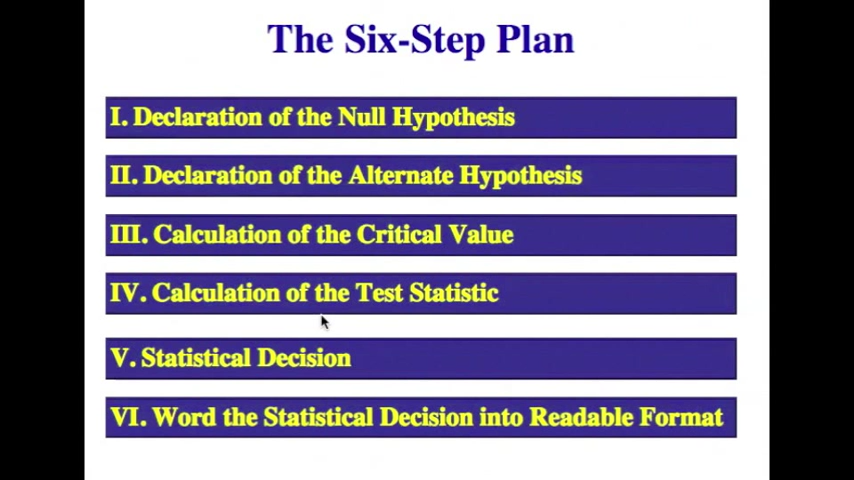 The Six-Step Plan
I. Declaration of the Null Hypothesis
II. Declaration of the Alternate Hypothesis
III. Calculation of the Critical Value
IV. Calculation of the Test Statistic
V. Statistical Decision
VI. Word the Statistical Decision into Readable Format